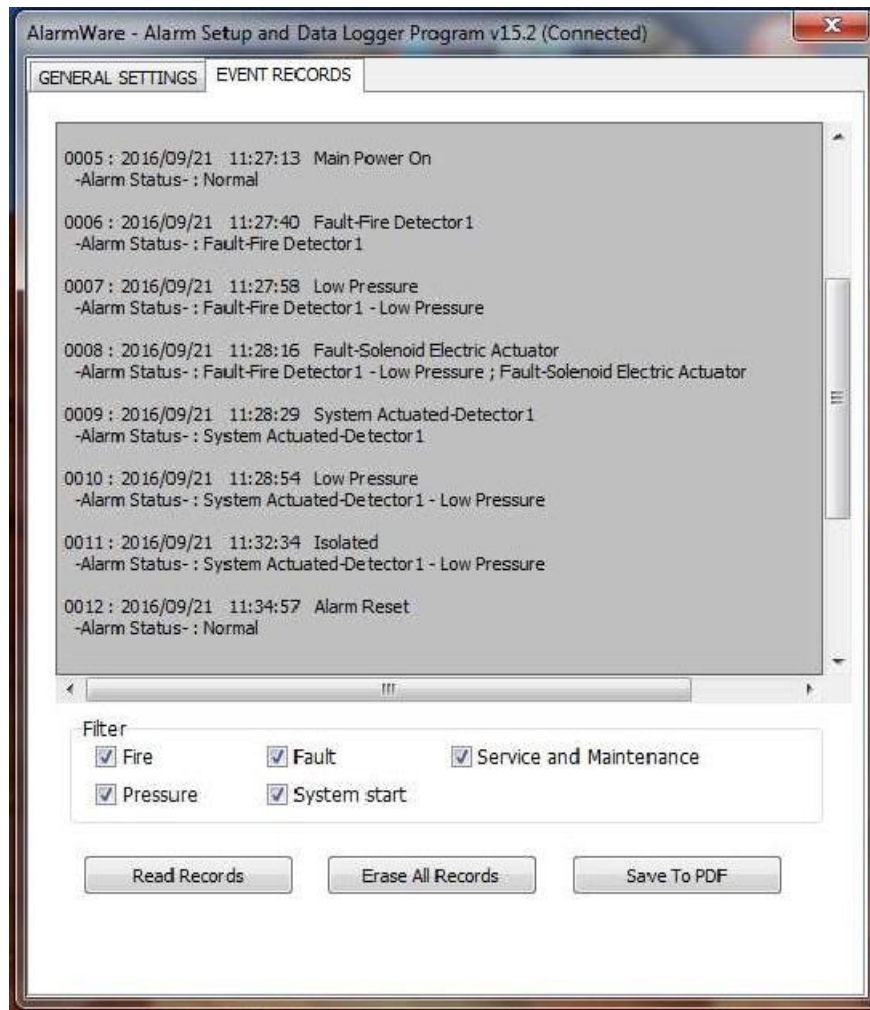 AlarmWare - Alarm Setup and Data Logger Program v15.2 (Connected)
GENERAL SETTINGS EVENT RECORDS
0005 : 2016/09/21 11:27:13 Main Power On
-Alarm Status- : Normal
0006 : 2016/09/21 11:27:40 Fault-Fire Detector1
-Alarm Status- : Fault-Fire Detector1
0007 : 2016/09/21 11:27:58 Low Pressure
-Alarm Status- : Fault-Fire Detector1 - Low Pressure
0008 : 2016/09/21 11:28:16 Fault-Solenoid Electric Actuator
-Alarm Status- : Fault-Fire Detector1 - Low Pressure ; Fault-Solenoid Electric Actuator
0009 : 2016/09/21 11:28:29 System Actuated-Detector1
-Alarm Status- : System Actuated-Detector1
0010 : 2016/09/21 11:28:54 Low Pressure
-Alarm Status- : System Actuated-Detector1 - Low Pressure
0011 : 2016/09/21 11:32:34 Isolated
-Alarm Status- : System Actuated-Detector1 - Low Pressure
0012 : 2016/09/21 11:34:57 Alarm Reset
-Alarm Status- : Normal
Filter
Fire Fault Service and Maintenance
Pressure System start
Read Records Erase All Records Save To PDF